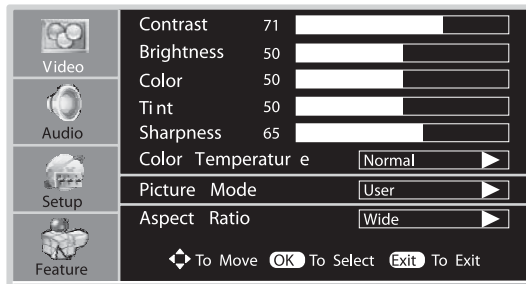 Video
Audio
Setup
Feature
Contrast 71
Brightness 50
Color 50
Tint 50
Sharpness 65
Color Temperatur e Normal
Picture Mode User
Aspect Ratio Wide
To Move OK To Select Exit To Exit